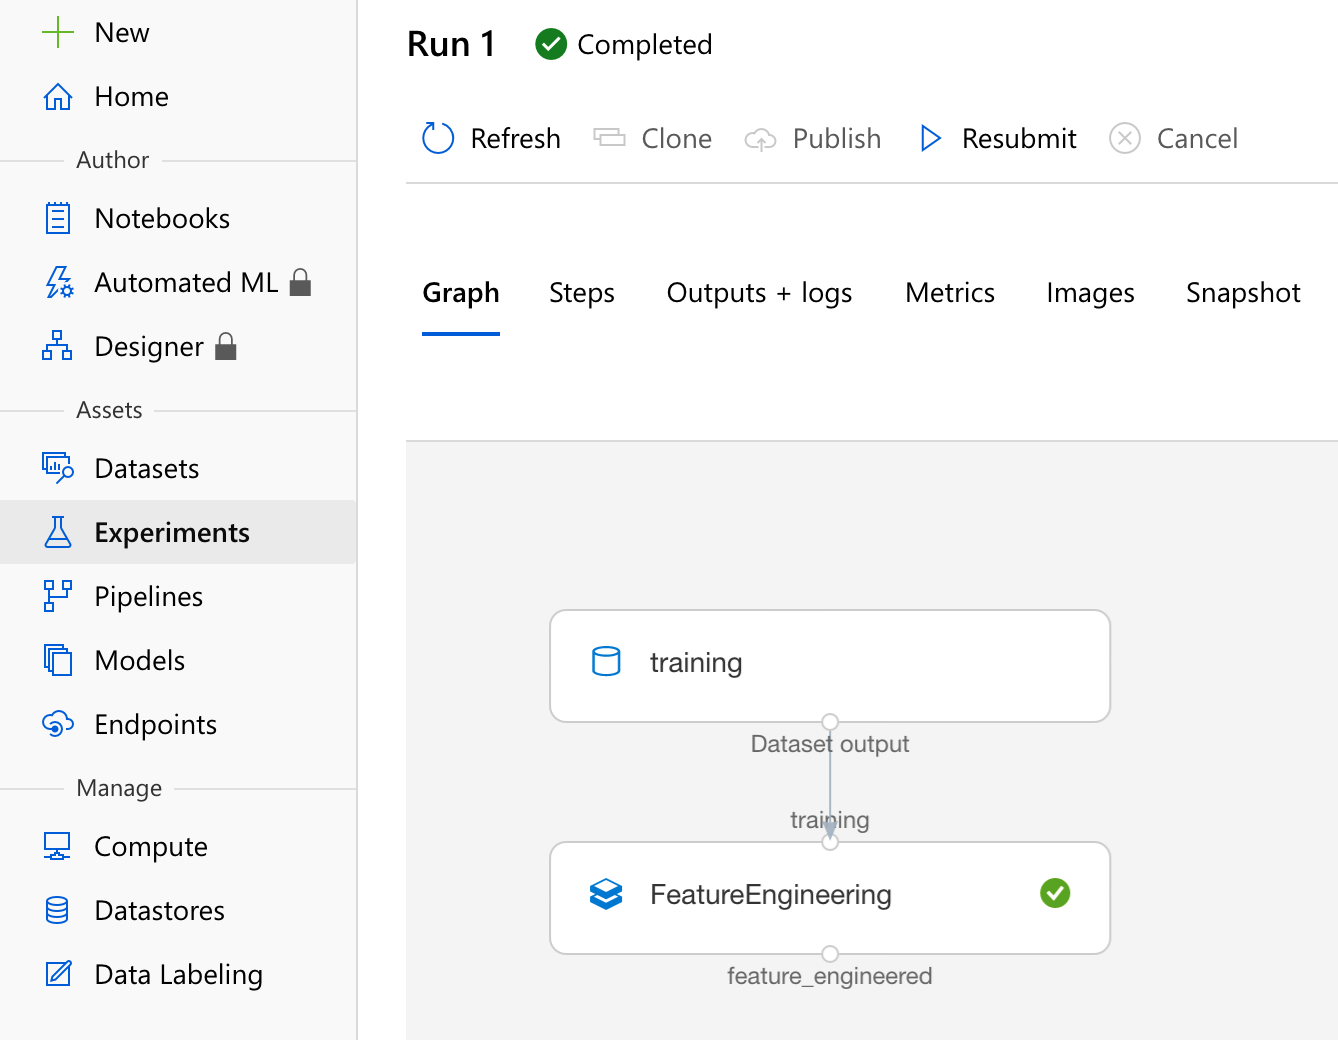 New
Home
Author
Notebooks
Automated ML
Designer
Assets
Datasets
Experiments
Pipelines
Models
Endpoints
Manage
Compute
Datastores
Data Labeling
Run 1 Completed
Refresh Clone Publish Resubmit Cancel
Graph Steps Outputs + logs Metrics Images Snapshot
training
Dataset output
training
FeatureEngineering
feature_engineered